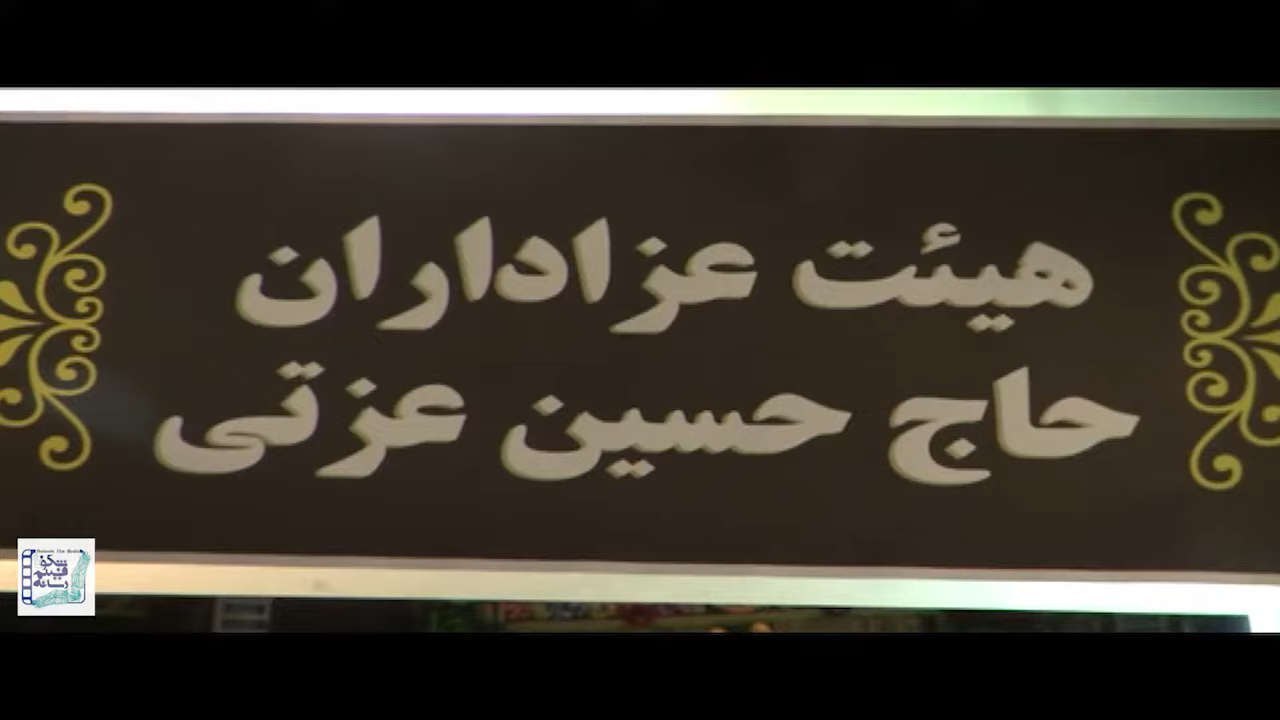 هیئت عزاداران
حاج حسین عزتی